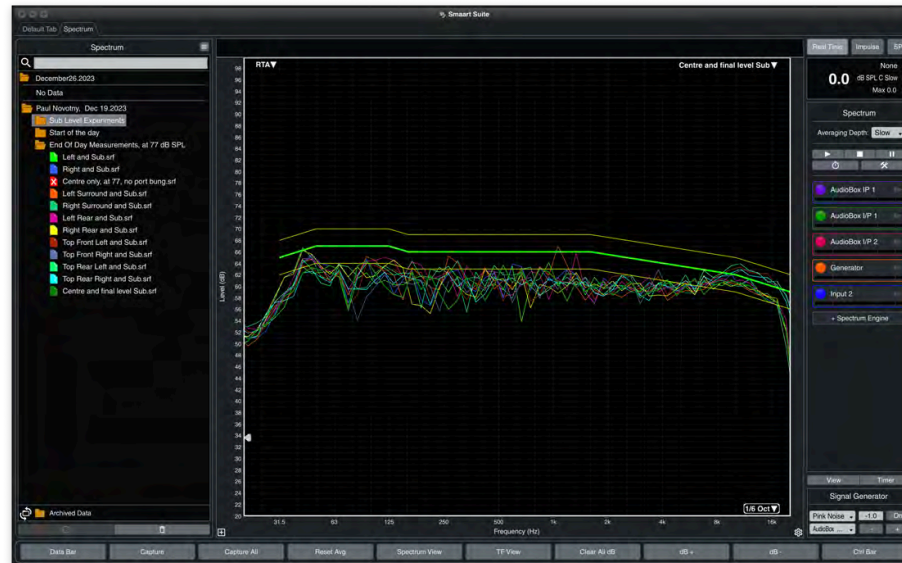 Smaart Suite
Default Tab
Spectrum
Spectrum
December26.2023
No Data
Paul Novotny, Dec 19.2023
Sub Level Experiments
Start of the day
End Of Day Measurements, at 77 dB SPL
Left and Sub.srf
Right and Sub.srf
Centre only, at 77, no port bung.srf
Left Surround and Sub.srf
Right Surround and Sub.srf
Left Rear and Sub.srf
Right Rear and Sub.srf
Top Front Left and Sub.srf
Top Front Right and Sub.srf
Top Rear Left and Sub.srf
Top Rear Right and Sub.srf
Centre and final level Sub.srf
Archived Data
RTA▼
Centre and final level Sub▼
98
96
94
92
90
88
86
84
82
80
78
76
74
72
70
68
66
64
62
60
58
56
54
52
50
48
46
44
42
40
38
36
34
32
30
28
26
24
22
20
Level (dB)
1/6 Oct▼
31.5 63 125 250 500 1k 2k 4k 8k 16k
Frequency (Hz)
Real Time Impulse SP
None
0.0 dB SPL C Slow
Max 0.0
Spectrum
Averaging Depth: Slow
AudioBox IP 1
AudioBox I/P 1
AudioBox I/P 2
Generator
Input 2
+ Spectrum Engine
View Timer
Signal Generator
Pink Noise -1.0 On
AudioBox ... - +
Data Bar Capture Capture All Reset Avg Spectrum View TF View Clear All dB dB + dB - Ctrl Bar